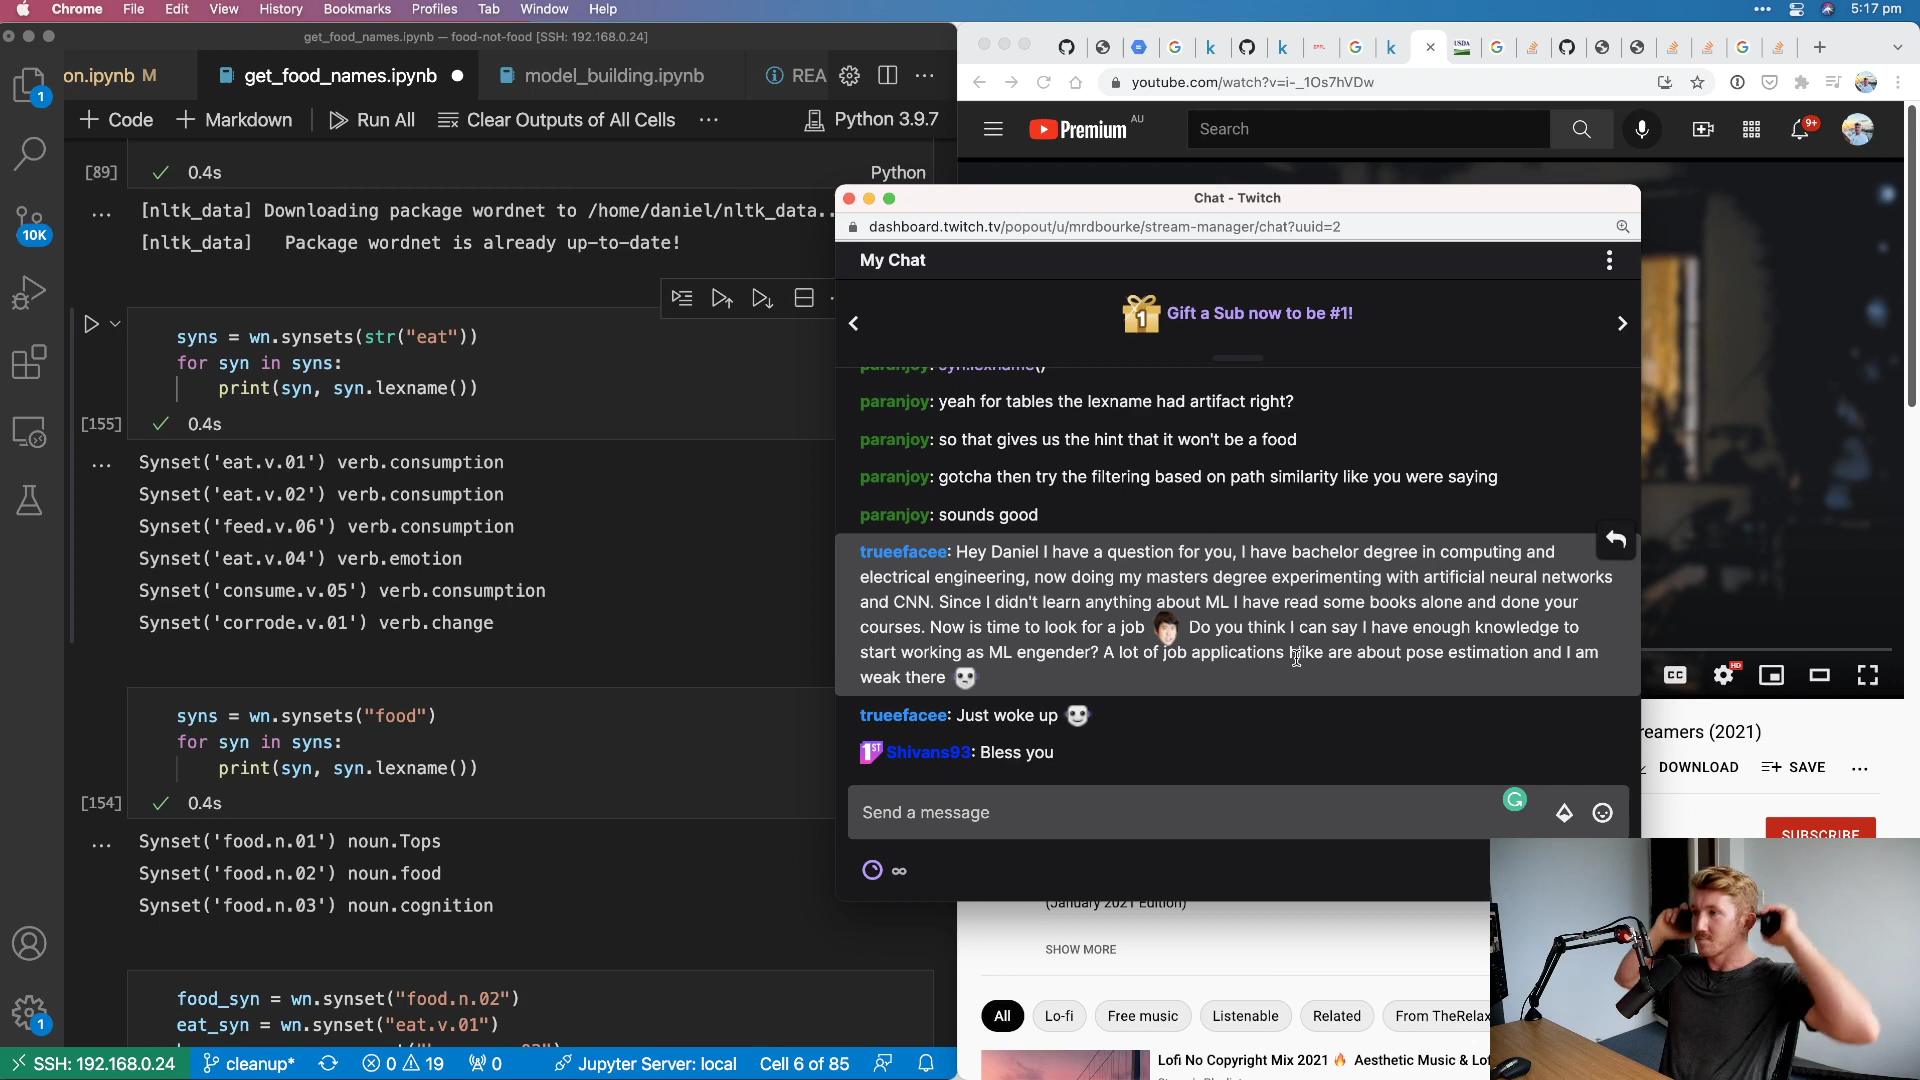 Chrome File Edit View History Bookmarks Profiles Tab Window Help
5:17 pm
get_food_names.ipynb — food-not-food [SSH: 192.168.0.24]
on.ipynb M
get_food_names.ipynb
model_building.ipynb
REA
1
+ Code + Markdown
Run All
Clear Outputs of All Cells
Python 3.9.7
[89]
0.4s
Python
[nltk_data] Downloading package wordnet to /home/daniel/nltk_data..
[nltk_data] Package wordnet is already up-to-date!
10K
syns = wn.synsets(str("eat"))
for syn in syns:
print(syn, syn.lexname())
[155]
0.4s
Synset('eat.v.01') verb.consumption
Synset('eat.v.02') verb.consumption
Synset('feed.v.06') verb.consumption
Synset('eat.v.04') verb.emotion
Synset('consume.v.05') verb.consumption
Synset('corrode.v.01') verb.change
syns = wn.synsets("food")
for syn in syns:
print(syn, syn.lexname())
[154]
0.4s
Synset('food.n.01') noun.Tops
Synset('food.n.02') noun.food
Synset('food.n.03') noun.cognition
food_syn = wn.synset("food.n.02")
eat_syn = wn.synset("eat.v.01")
1
SSH: 192.168.0.24
cleanup*
0
19
0
Jupyter Server: local
Cell 6 of 85
youtube.com/watch?v=i-_1Os7hVDw
Premium AU
Search
9+
Chat - Twitch
dashboard.twitch.tv/popout/u/mrdbourke/stream-manager/chat?uuid=2
My Chat
1
Gift a Sub now to be #1!
paranjoy: syn.lexname()
paranjoy: yeah for tables the lexname had artifact right?
paranjoy: so that gives us the hint that it won't be a food
paranjoy: gotcha then try the filtering based on path similarity like you were saying
paranjoy: sounds good
trueefacee: Hey Daniel I have a question for you, I have bachelor degree in computing and
electrical engineering, now doing my masters degree experimenting with artificial neural networks
and CNN. Since I didn't learn anything about ML I have read some books alone and done your
courses. Now is time to look for a job Do you think I can say I have enough knowledge to
start working as ML engender? A lot of job applications are about pose estimation and I am
weak there
trueefacee: Just woke up
1ST Shivans93: Bless you
Send a message
∞
CC
HD
reamers (2021)
DOWNLOAD
SAVE
SUBSCRIBE
(January 2021 Edition)
SHOW MORE
All
Lo-fi
Free music
Listenable
Related
From TheRelax
Lofi No Copyright Mix 2021 🔥 Aesthetic Music & Lof